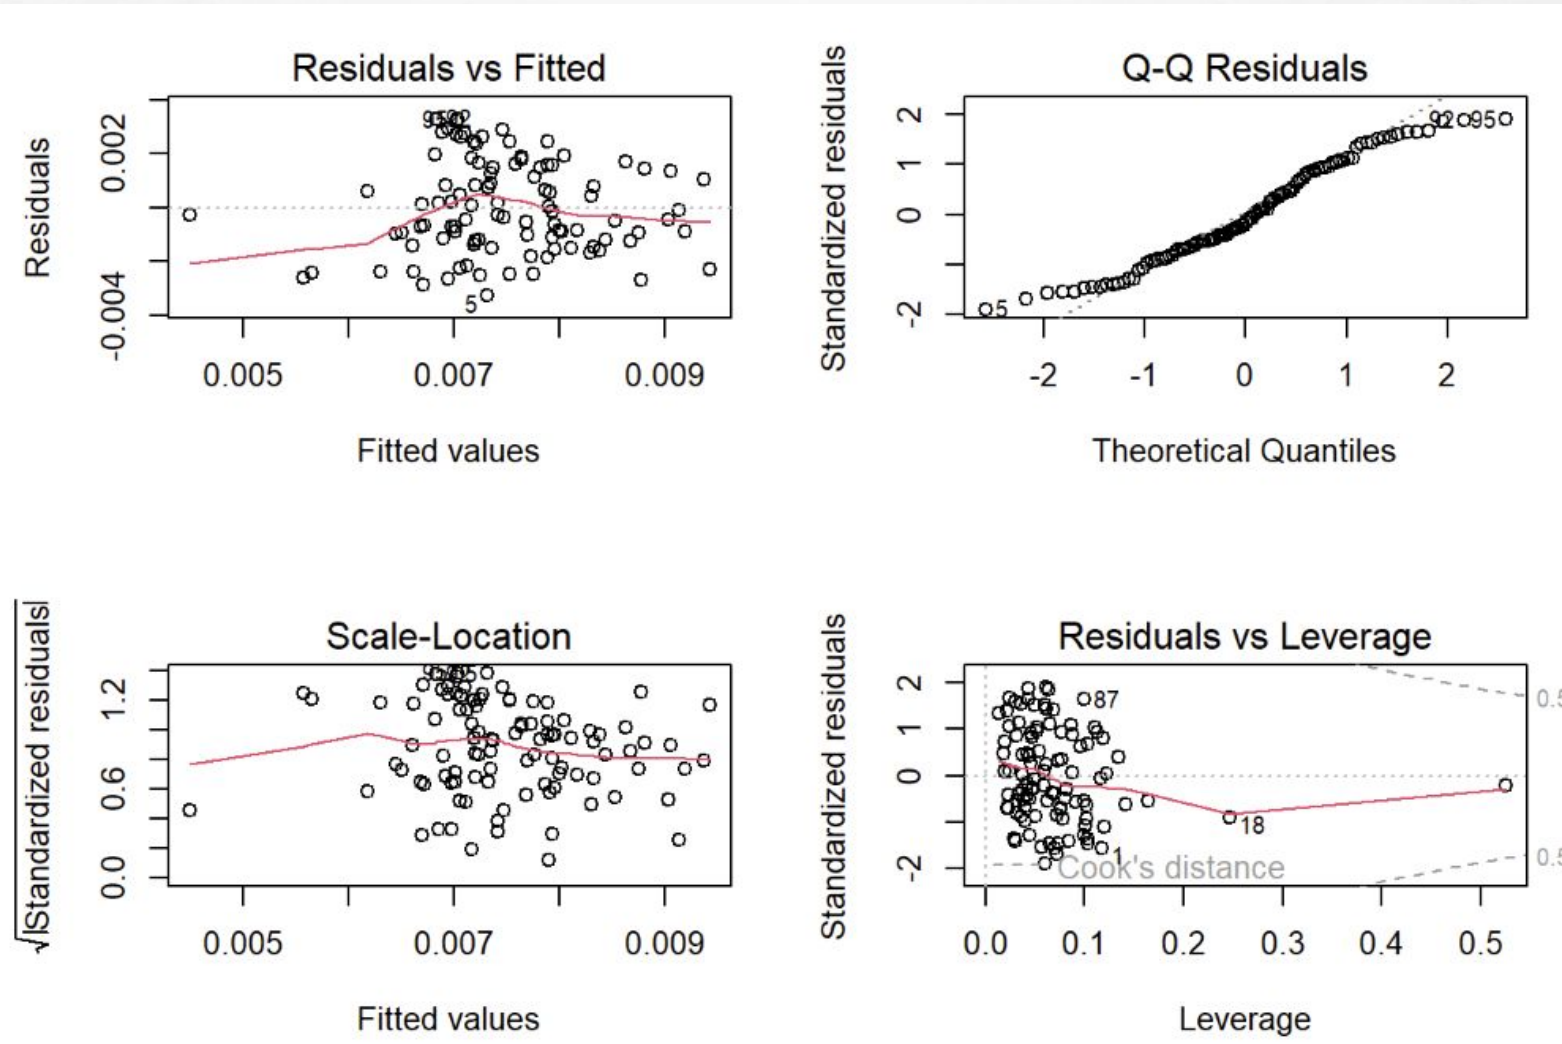 Residuals vs Fitted
Residuals
0.002
-0.004
5
0.005 0.007 0.009
Fitted values
Q-Q Residuals
Standardized residuals
2
1
0
-2
92 95
5
-2 -1 0 1 2
Theoretical Quantiles
Scale-Location
√|Standardized residuals|
1.2
0.6
0.0
0.005 0.007 0.009
Fitted values
Residuals vs Leverage
Standardized residuals
2
1
0
-2
87
18
1
Cook's distance
0.5
0.5
0.0 0.1 0.2 0.3 0.4 0.5
Leverage